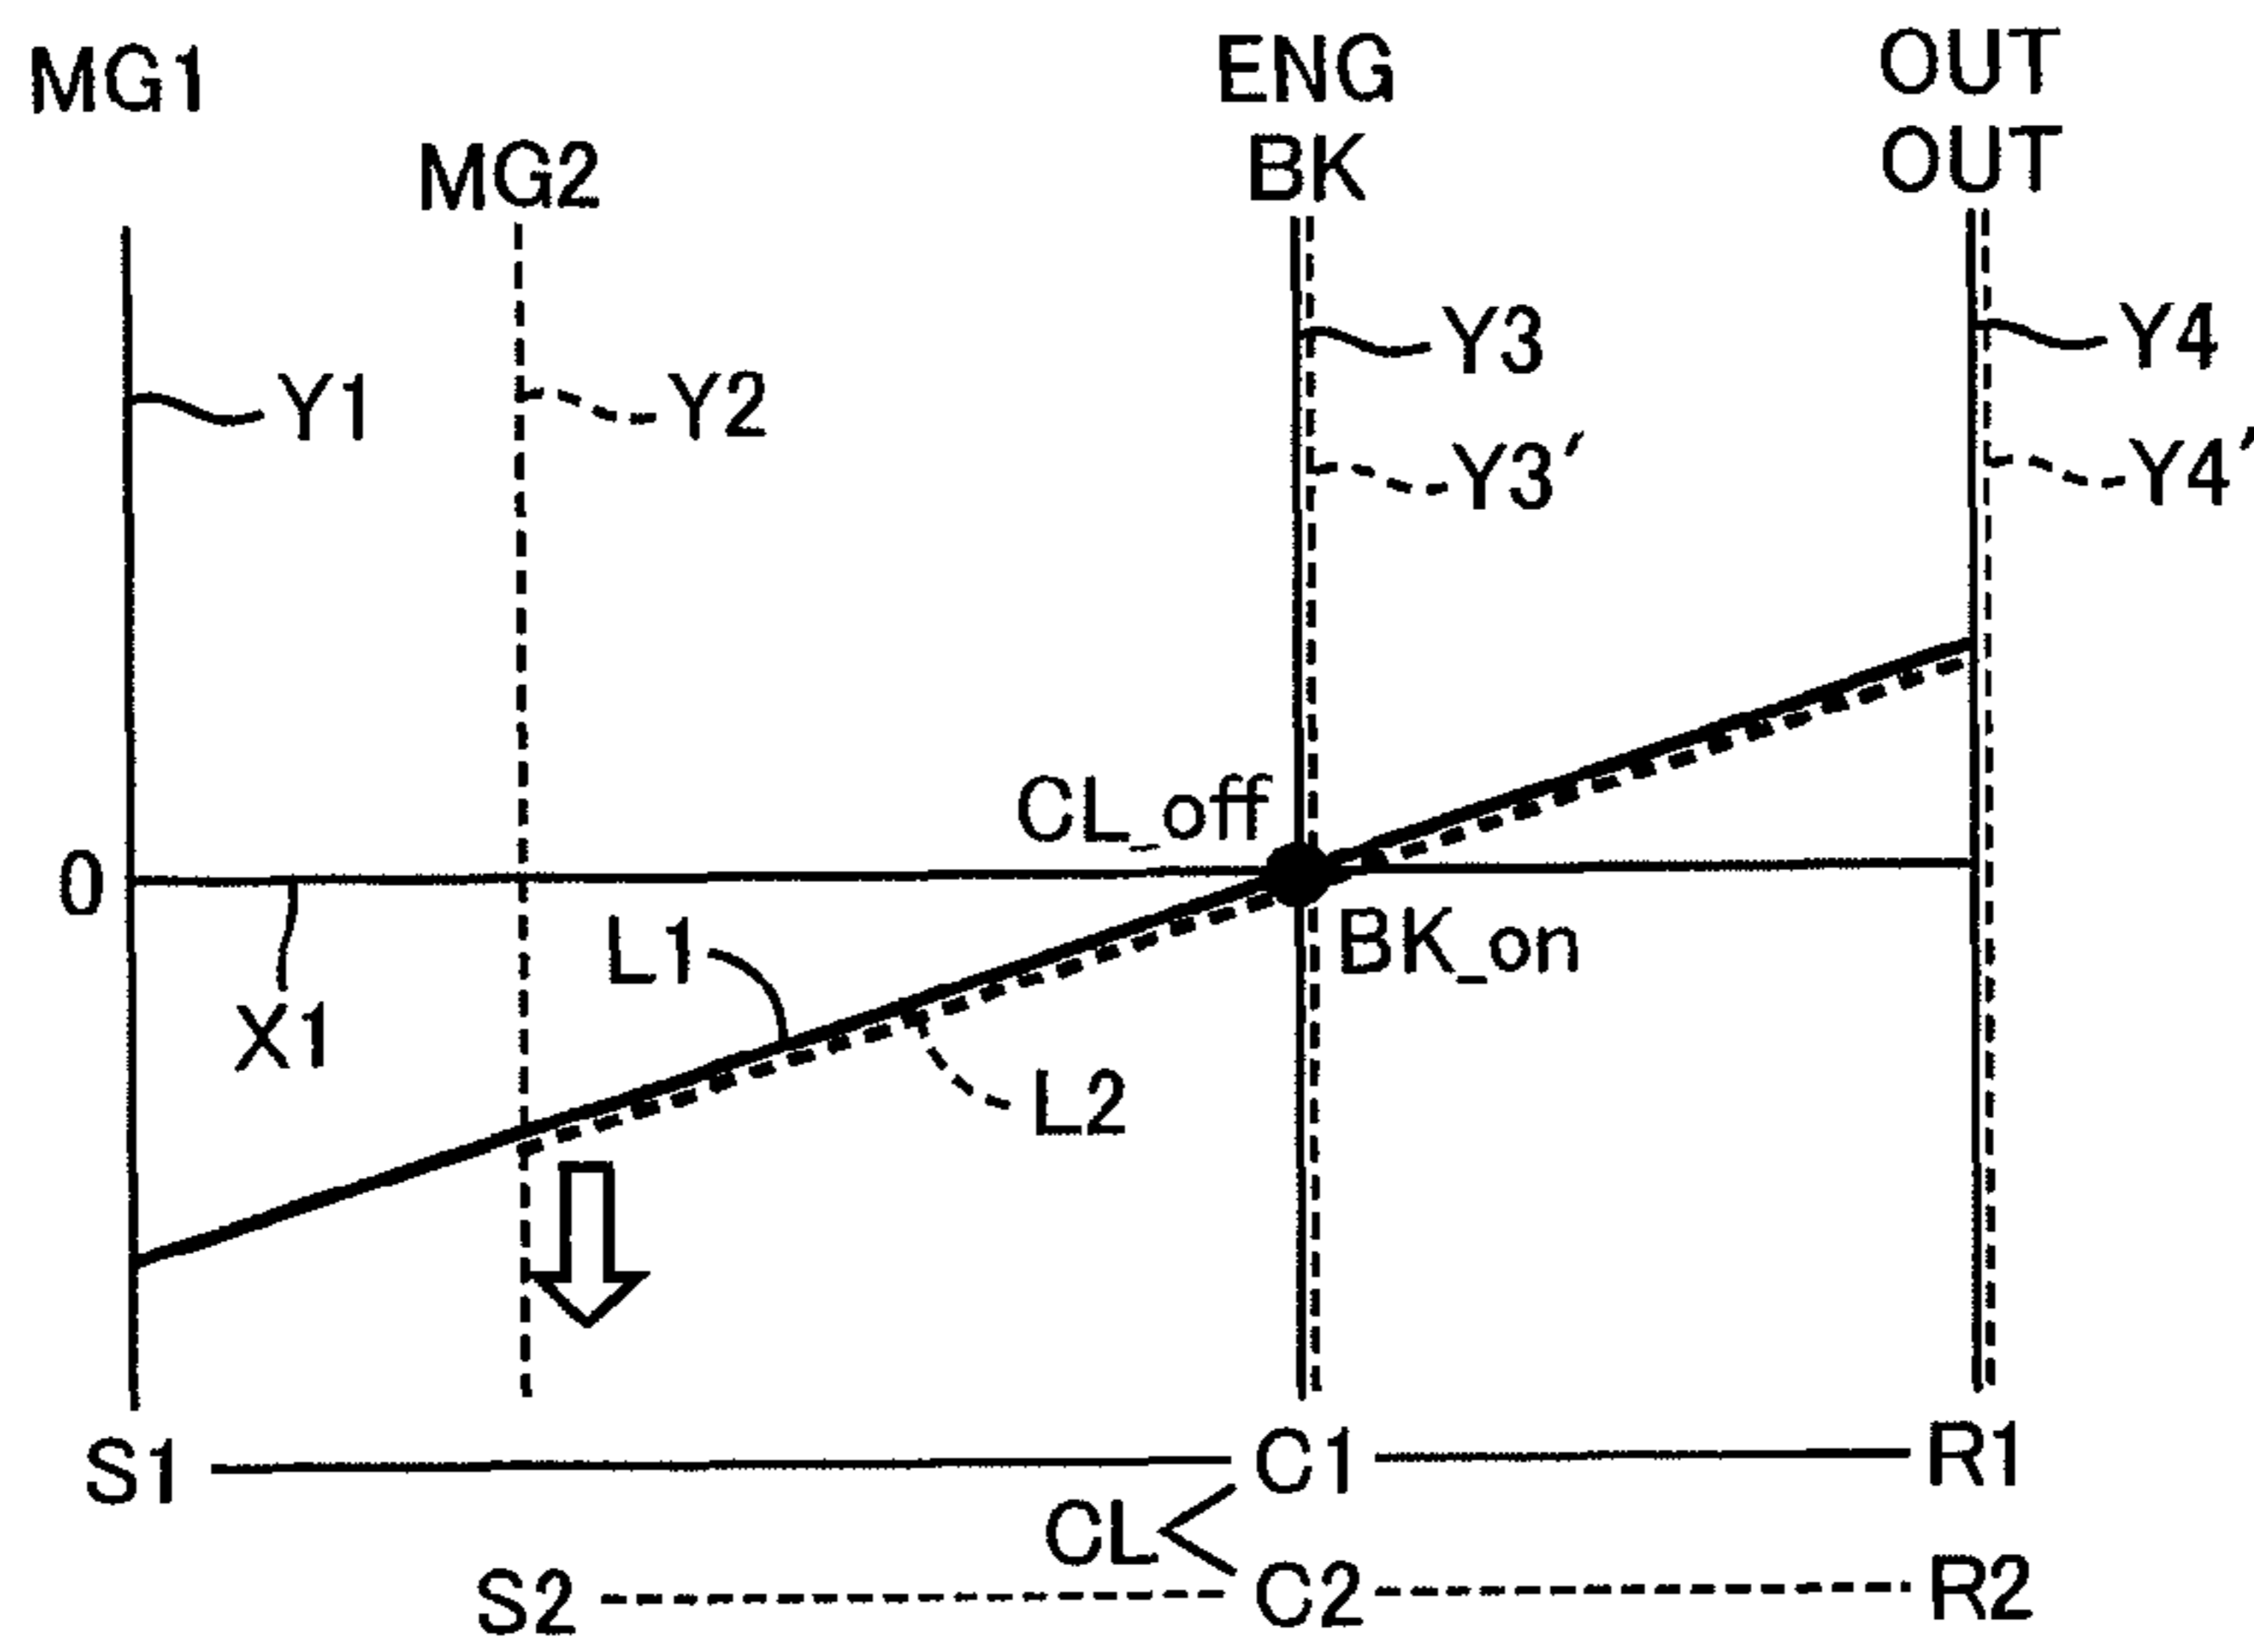 MG1 ENG OUT
MG2 BK OUT
Y3 Y4
Y1 Y2
Y3′ Y4′
CL_off
0
L1 BK_on
X1
L2
S1 C1 R1
CL
S2 C2 R2